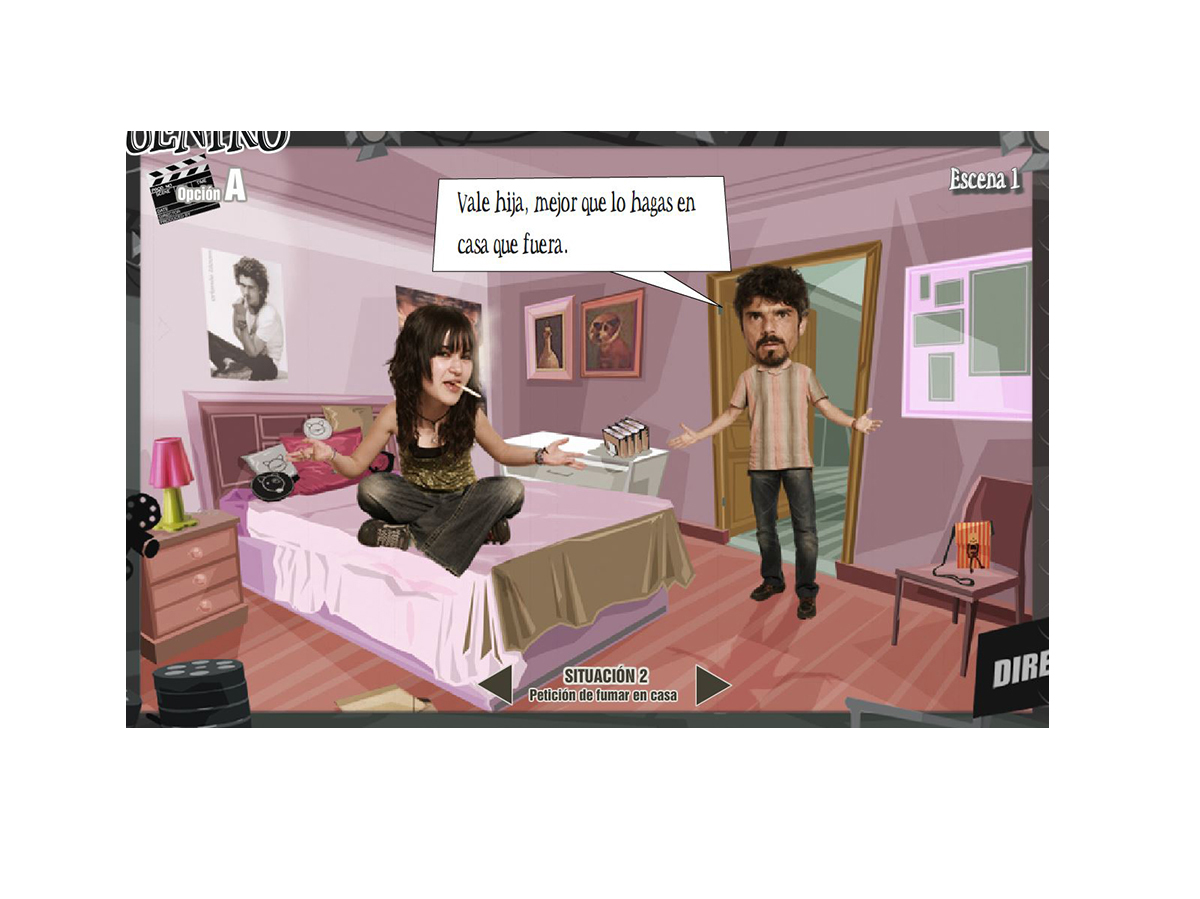 Opción A
Escena 1
Vale hija, mejor que lo hagas en
casa que fuera.
SITUACIÓN 2
Petición de fumar en casa
DIRE